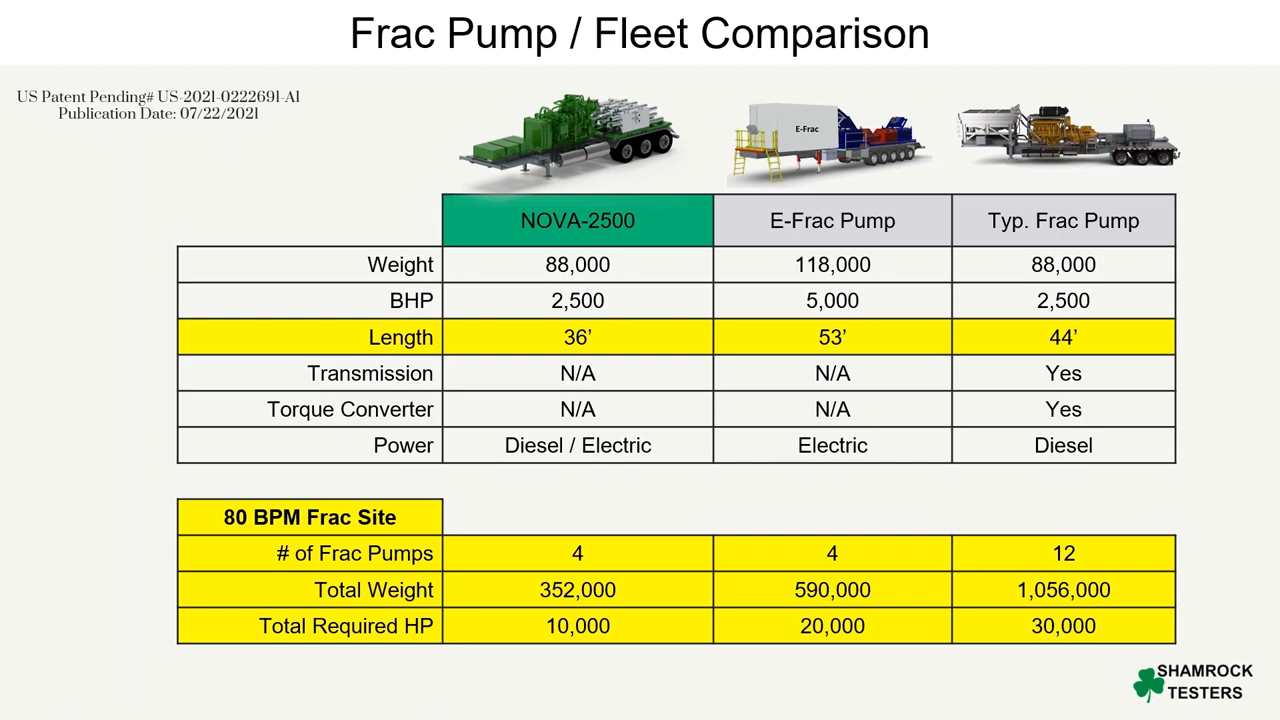 Frac Pump / Fleet Comparison
US Patent Pending# US-2021-0222691-A1
Publication Date: 07/22/2021
E-Frac
NOVA-2500 E-Frac Pump Typ. Frac Pump
Weight 88,000 118,000 88,000
BHP 2,500 5,000 2,500
Length 36’ 53’ 44’
Transmission N/A N/A Yes
Torque Converter N/A N/A Yes
Power Diesel / Electric Electric Diesel
80 BPM Frac Site
# of Frac Pumps 4 4 12
Total Weight 352,000 590,000 1,056,000
Total Required HP 10,000 20,000 30,000
SHAMROCK
TESTERS